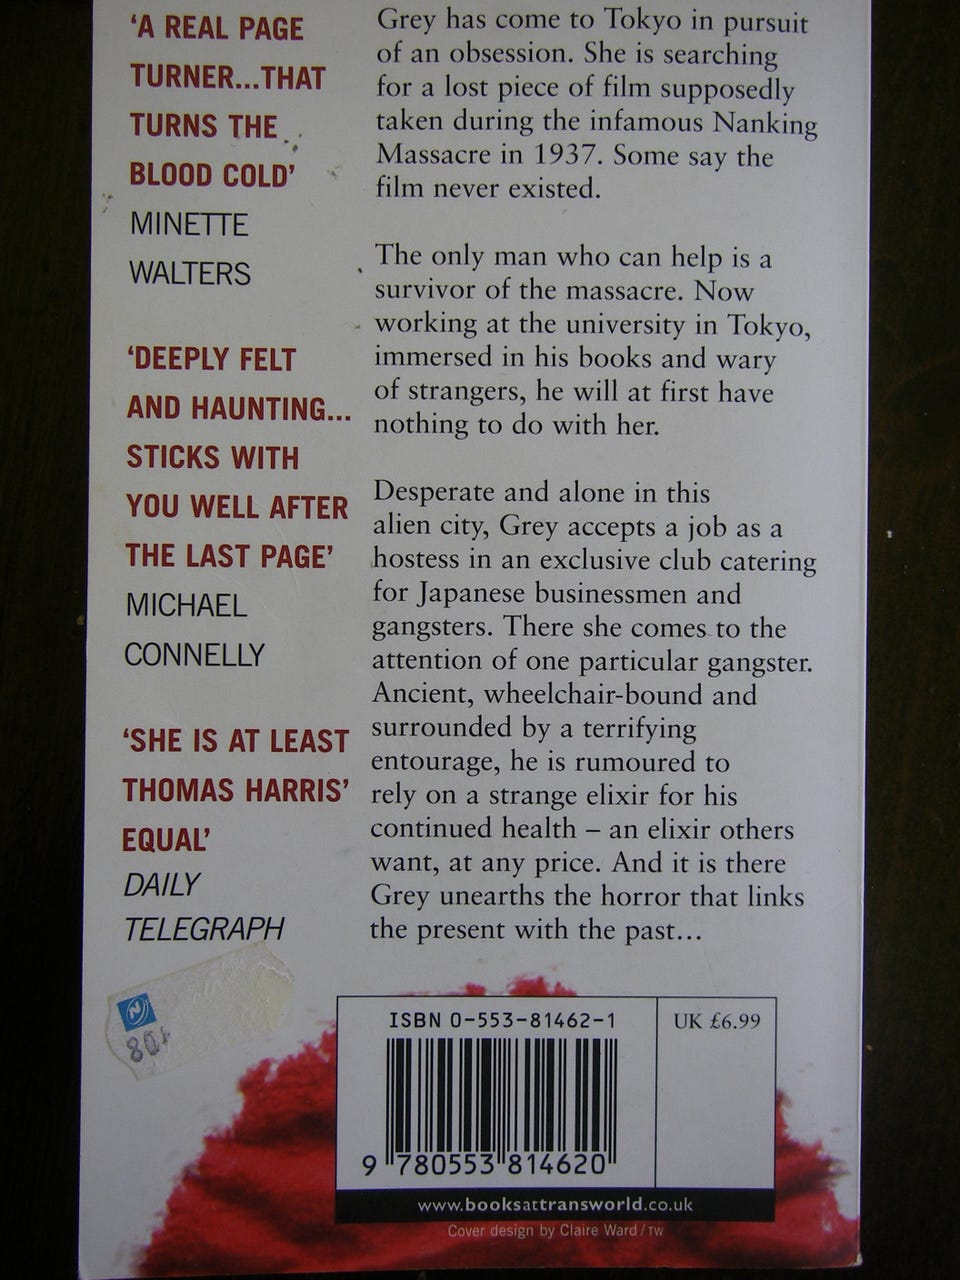 ‘A REAL PAGE
TURNER...THAT
TURNS THE
BLOOD COLD’
MINETTE
WALTERS
‘DEEPLY FELT
AND HAUNTING...
STICKS WITH
YOU WELL AFTER
THE LAST PAGE’
MICHAEL
CONNELLY
‘SHE IS AT LEAST
THOMAS HARRIS’
EQUAL’
DAILY
TELEGRAPH
Grey has come to Tokyo in pursuit
of an obsession. She is searching
for a lost piece of film supposedly
taken during the infamous Nanking
Massacre in 1937. Some say the
film never existed.
The only man who can help is a
survivor of the massacre. Now
working at the university in Tokyo,
immersed in his books and wary
of strangers, he will at first have
nothing to do with her.
Desperate and alone in this
alien city, Grey accepts a job as a
hostess in an exclusive club catering
for Japanese businessmen and
gangsters. There she comes to the
attention of one particular gangster.
Ancient, wheelchair-bound and
surrounded by a terrifying
entourage, he is rumoured to
rely on a strange elixir for his
continued health – an elixir others
want, at any price. And it is there
Grey unearths the horror that links
the present with the past...
N
ISBN 0-553-81462-1
UK £6.99
9 780553 814620
www.booksattransworld.co.uk
Cover design by Claire Ward / TW